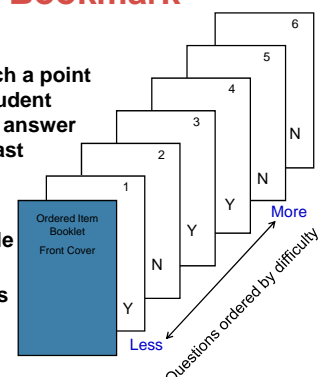 Bookmark
ch a point
udent
answer
ast
le
s
6
5
4
3
2
1
N
N
Y
Y
N
Y
Ordered Item
Booklet
Front Cover
More
Less
Questions ordered by difficulty